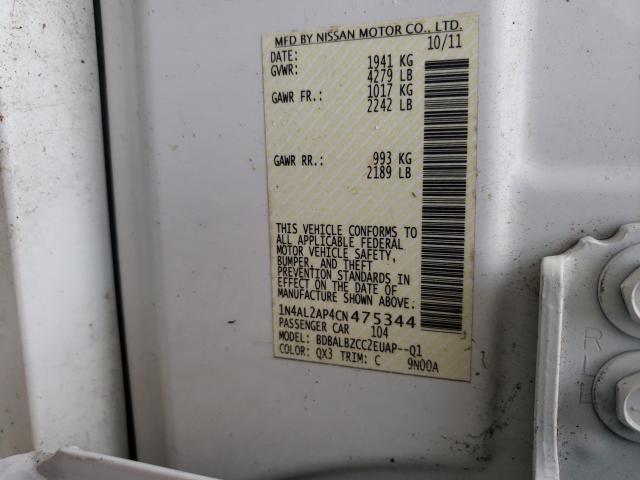 MFD BY NISSAN MOTOR CO., LTD.
DATE: 10/11
GVWR: 1941 KG
4279 LB
GAWR FR.: 1017 KG
2242 LB
GAWR RR.: 993 KG
2189 LB
THIS VEHICLE CONFORMS TO
ALL APPLICABLE FEDERAL
MOTOR VEHICLE SAFETY,
BUMPER, AND THEFT
PREVENTION STANDARDS IN
EFFECT ON THE DATE OF
MANUFACTURE SHOWN ABOVE.
1N4AL2AP4CN475344
PASSENGER CAR 104
MODEL: BDBALBZCC2EUAP--Q1
COLOR: QX3 TRIM: C 9N00A
R L E